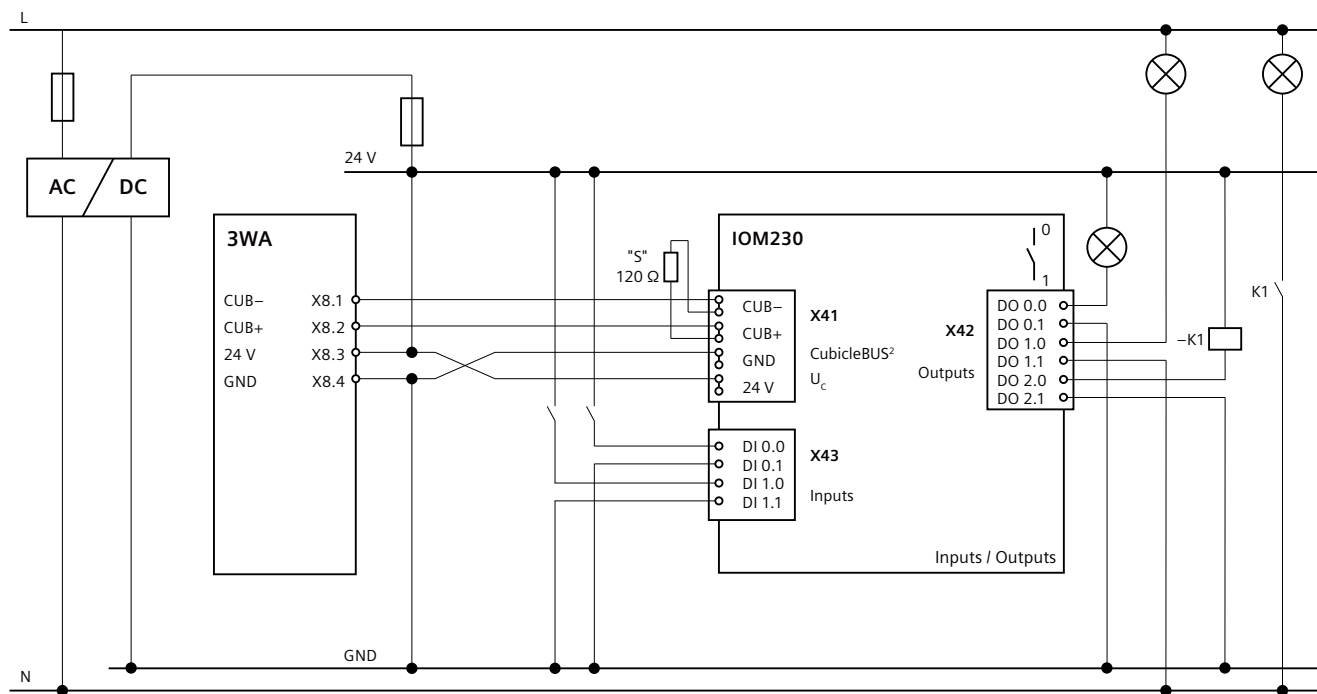 L
24 V
AC
DC
3WA
CUB− X8.1
CUB+ X8.2
24 V X8.3
GND X8.4
"S"
120 Ω
IOM230
0
1
CUB−
CUB+
GND
24 V
X41
CubicleBUS²
Uc
DI 0.0
DI 0.1
DI 1.0
DI 1.1
X43
Inputs
X42
Outputs
DO 0.0
DO 0.1
DO 1.0
DO 1.1
DO 2.0
DO 2.1
Inputs / Outputs
−K1
K1
GND
N